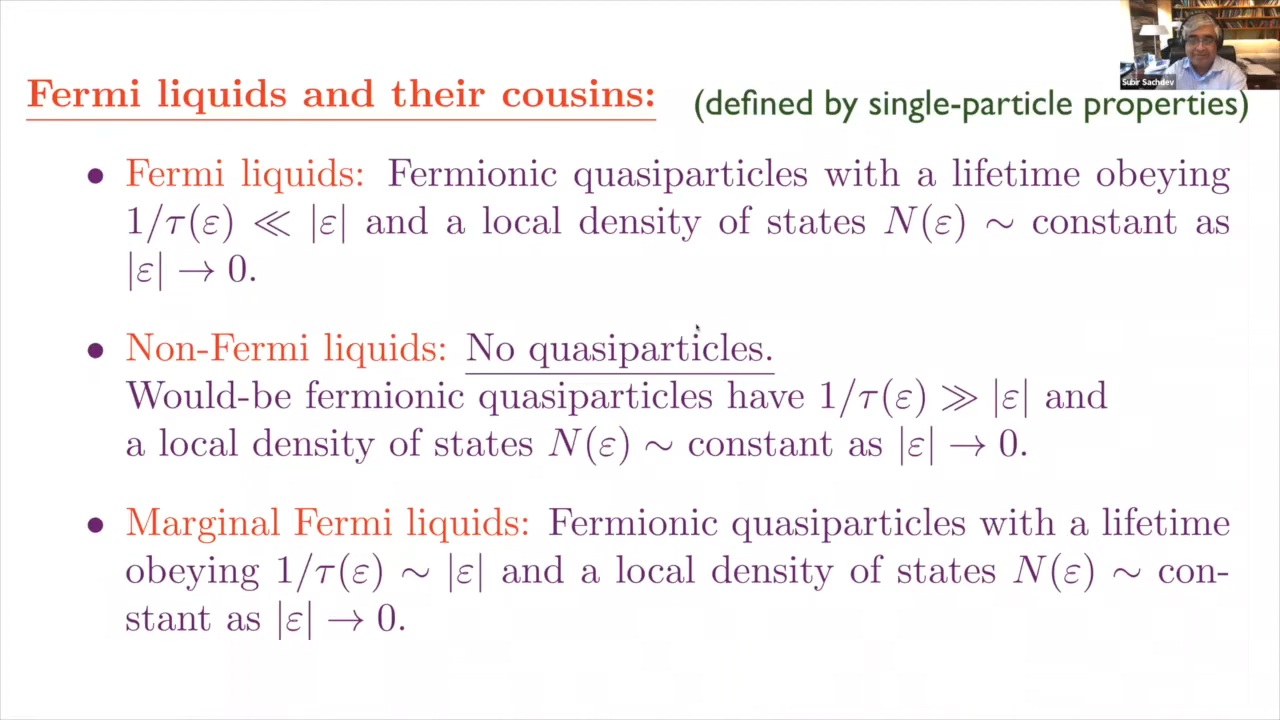 Subir Sachdev
Fermi liquids and their cousins: (defined by single-particle properties)
• Fermi liquids: Fermionic quasiparticles with a lifetime obeying
1/τ(ε) ≪ |ε| and a local density of states N(ε) ∼ constant as
|ε| → 0.
• Non-Fermi liquids: No quasiparticles.
Would-be fermionic quasiparticles have 1/τ(ε) ≫ |ε| and
a local density of states N(ε) ∼ constant as |ε| → 0.
• Marginal Fermi liquids: Fermionic quasiparticles with a lifetime
obeying 1/τ(ε) ∼ |ε| and a local density of states N(ε) ∼ con-
stant as |ε| → 0.